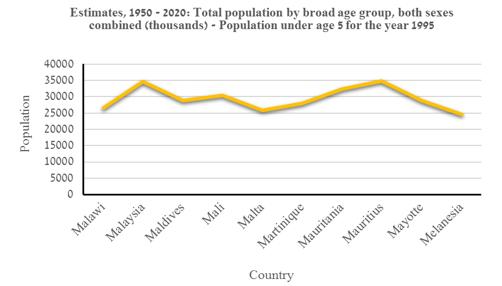 Estimates, 1950 - 2020: Total population by broad age group, both sexes
combined (thousands) - Population under age 5 for the year 1995
40000
35000
30000
25000
20000
15000
10000
5000
0
Population
Malawi
Malaysia
Maldives
Mali
Malta
Martinique
Mauritania
Mauritius
Mayotte
Melanesia
Country